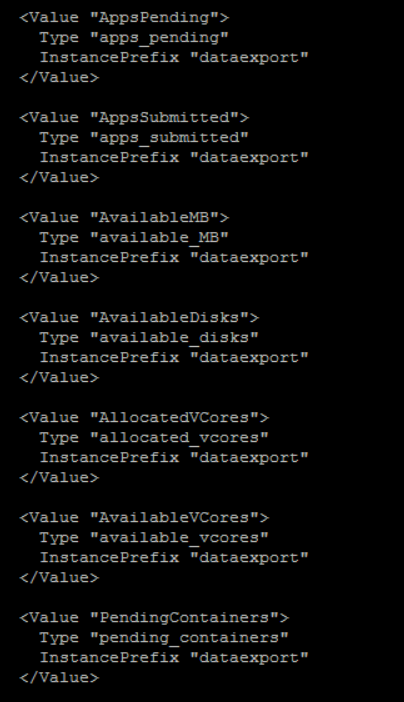 <Value "AppsPending">
Type "apps_pending"
InstancePrefix "dataexport"
</Value>
<Value "AppsSubmitted">
Type "apps_submitted"
InstancePrefix "dataexport"
</Value>
<Value "AvailableMB">
Type "available_MB"
InstancePrefix "dataexport"
</Value>
<Value "AvailableDisks">
Type "available_disks"
InstancePrefix "dataexport"
</Value>
<Value "AllocatedVCores">
Type "allocated_vcores"
InstancePrefix "dataexport"
</Value>
<Value "AvailableVCores">
Type "available_vcores"
InstancePrefix "dataexport"
</Value>
<Value "PendingContainers">
Type "pending_containers"
InstancePrefix "dataexport"
</Value>